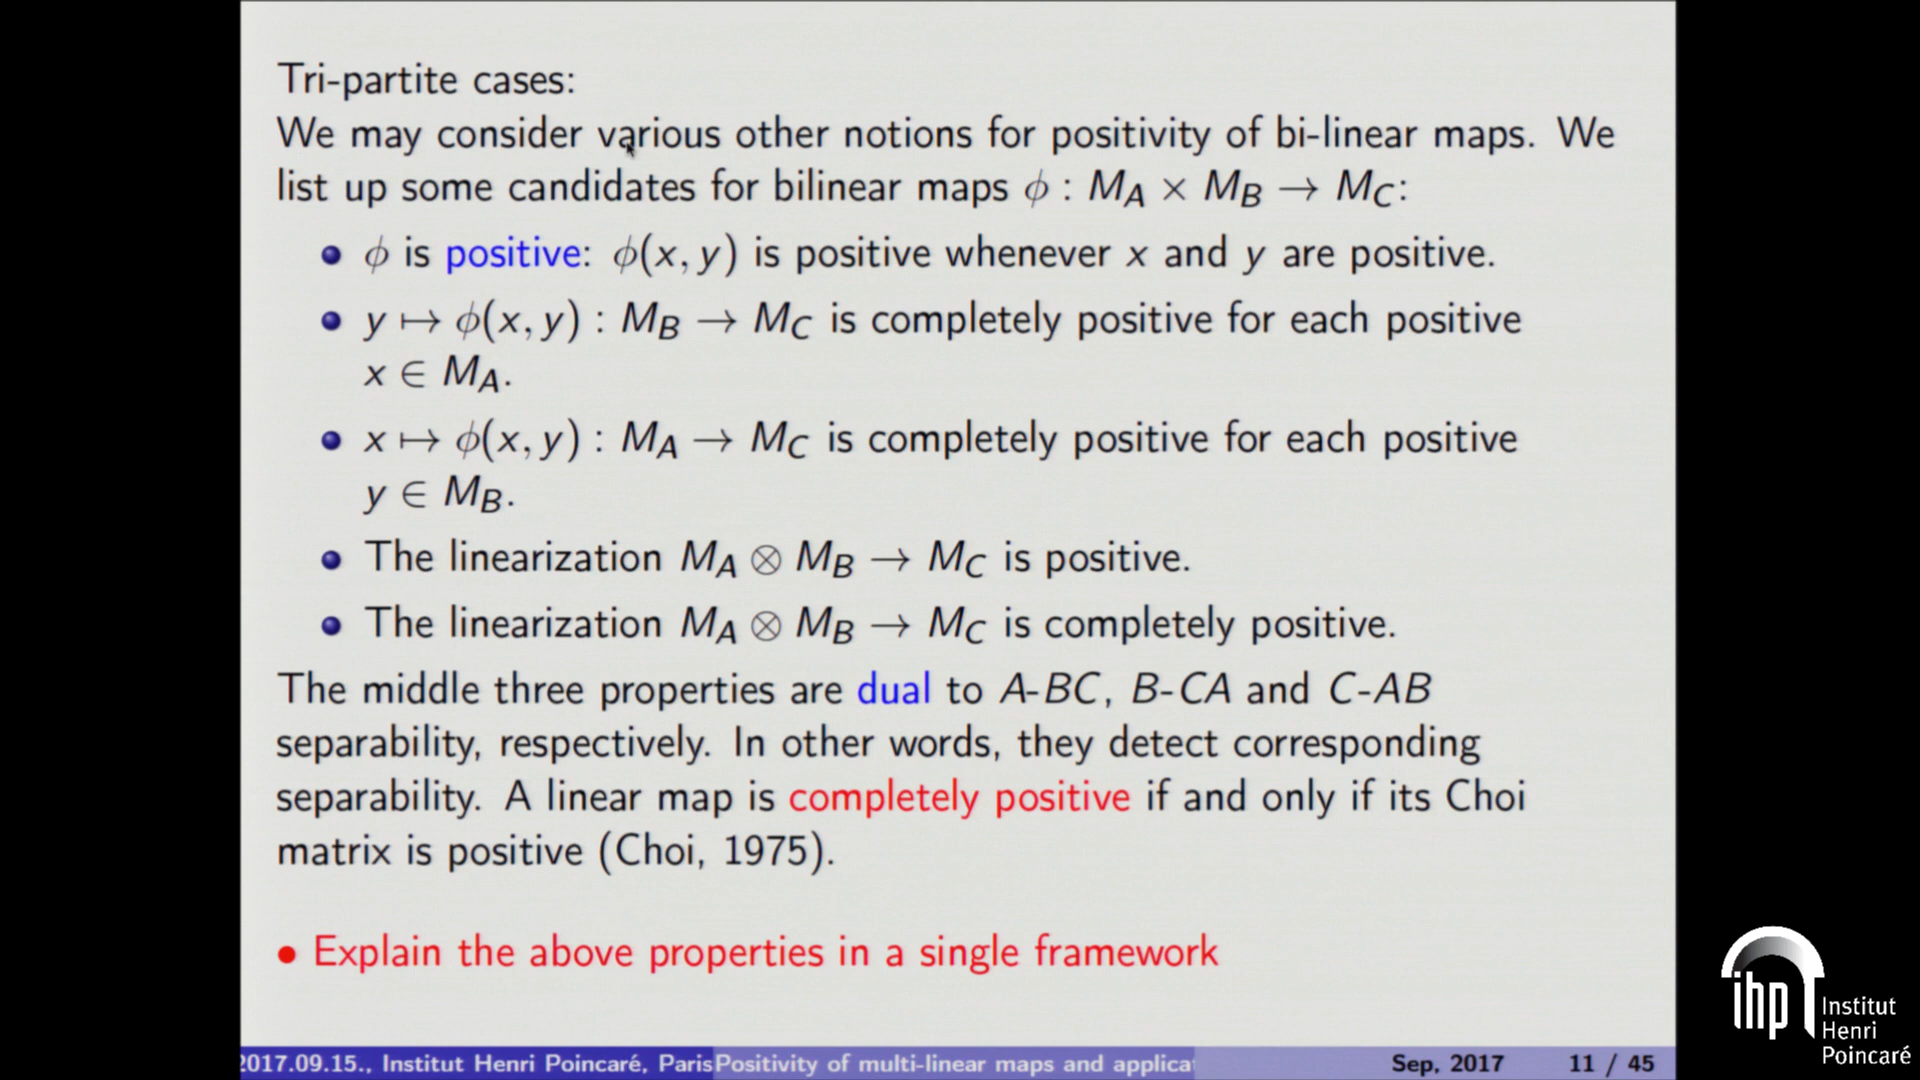 Tri-partite cases:
We may consider various other notions for positivity of bi-linear maps. We
list up some candidates for bilinear maps ϕ : M_A × M_B → M_C:
• ϕ is positive: ϕ(x, y) is positive whenever x and y are positive.
• y ↦ ϕ(x, y) : M_B → M_C is completely positive for each positive
x ∈ M_A.
• x ↦ ϕ(x, y) : M_A → M_C is completely positive for each positive
y ∈ M_B.
• The linearization M_A ⊗ M_B → M_C is positive.
• The linearization M_A ⊗ M_B → M_C is completely positive.
The middle three properties are dual to A-BC, B-CA and C-AB
separability, respectively. In other words, they detect corresponding
separability. A linear map is completely positive if and only if its Choi
matrix is positive (Choi, 1975).
• Explain the above properties in a single framework
2017.09.15., Institut Henri Poincaré, Paris Positivity of multi-linear maps and applica Sep, 2017 11 / 45
ihp Institut
Henri
Poincaré